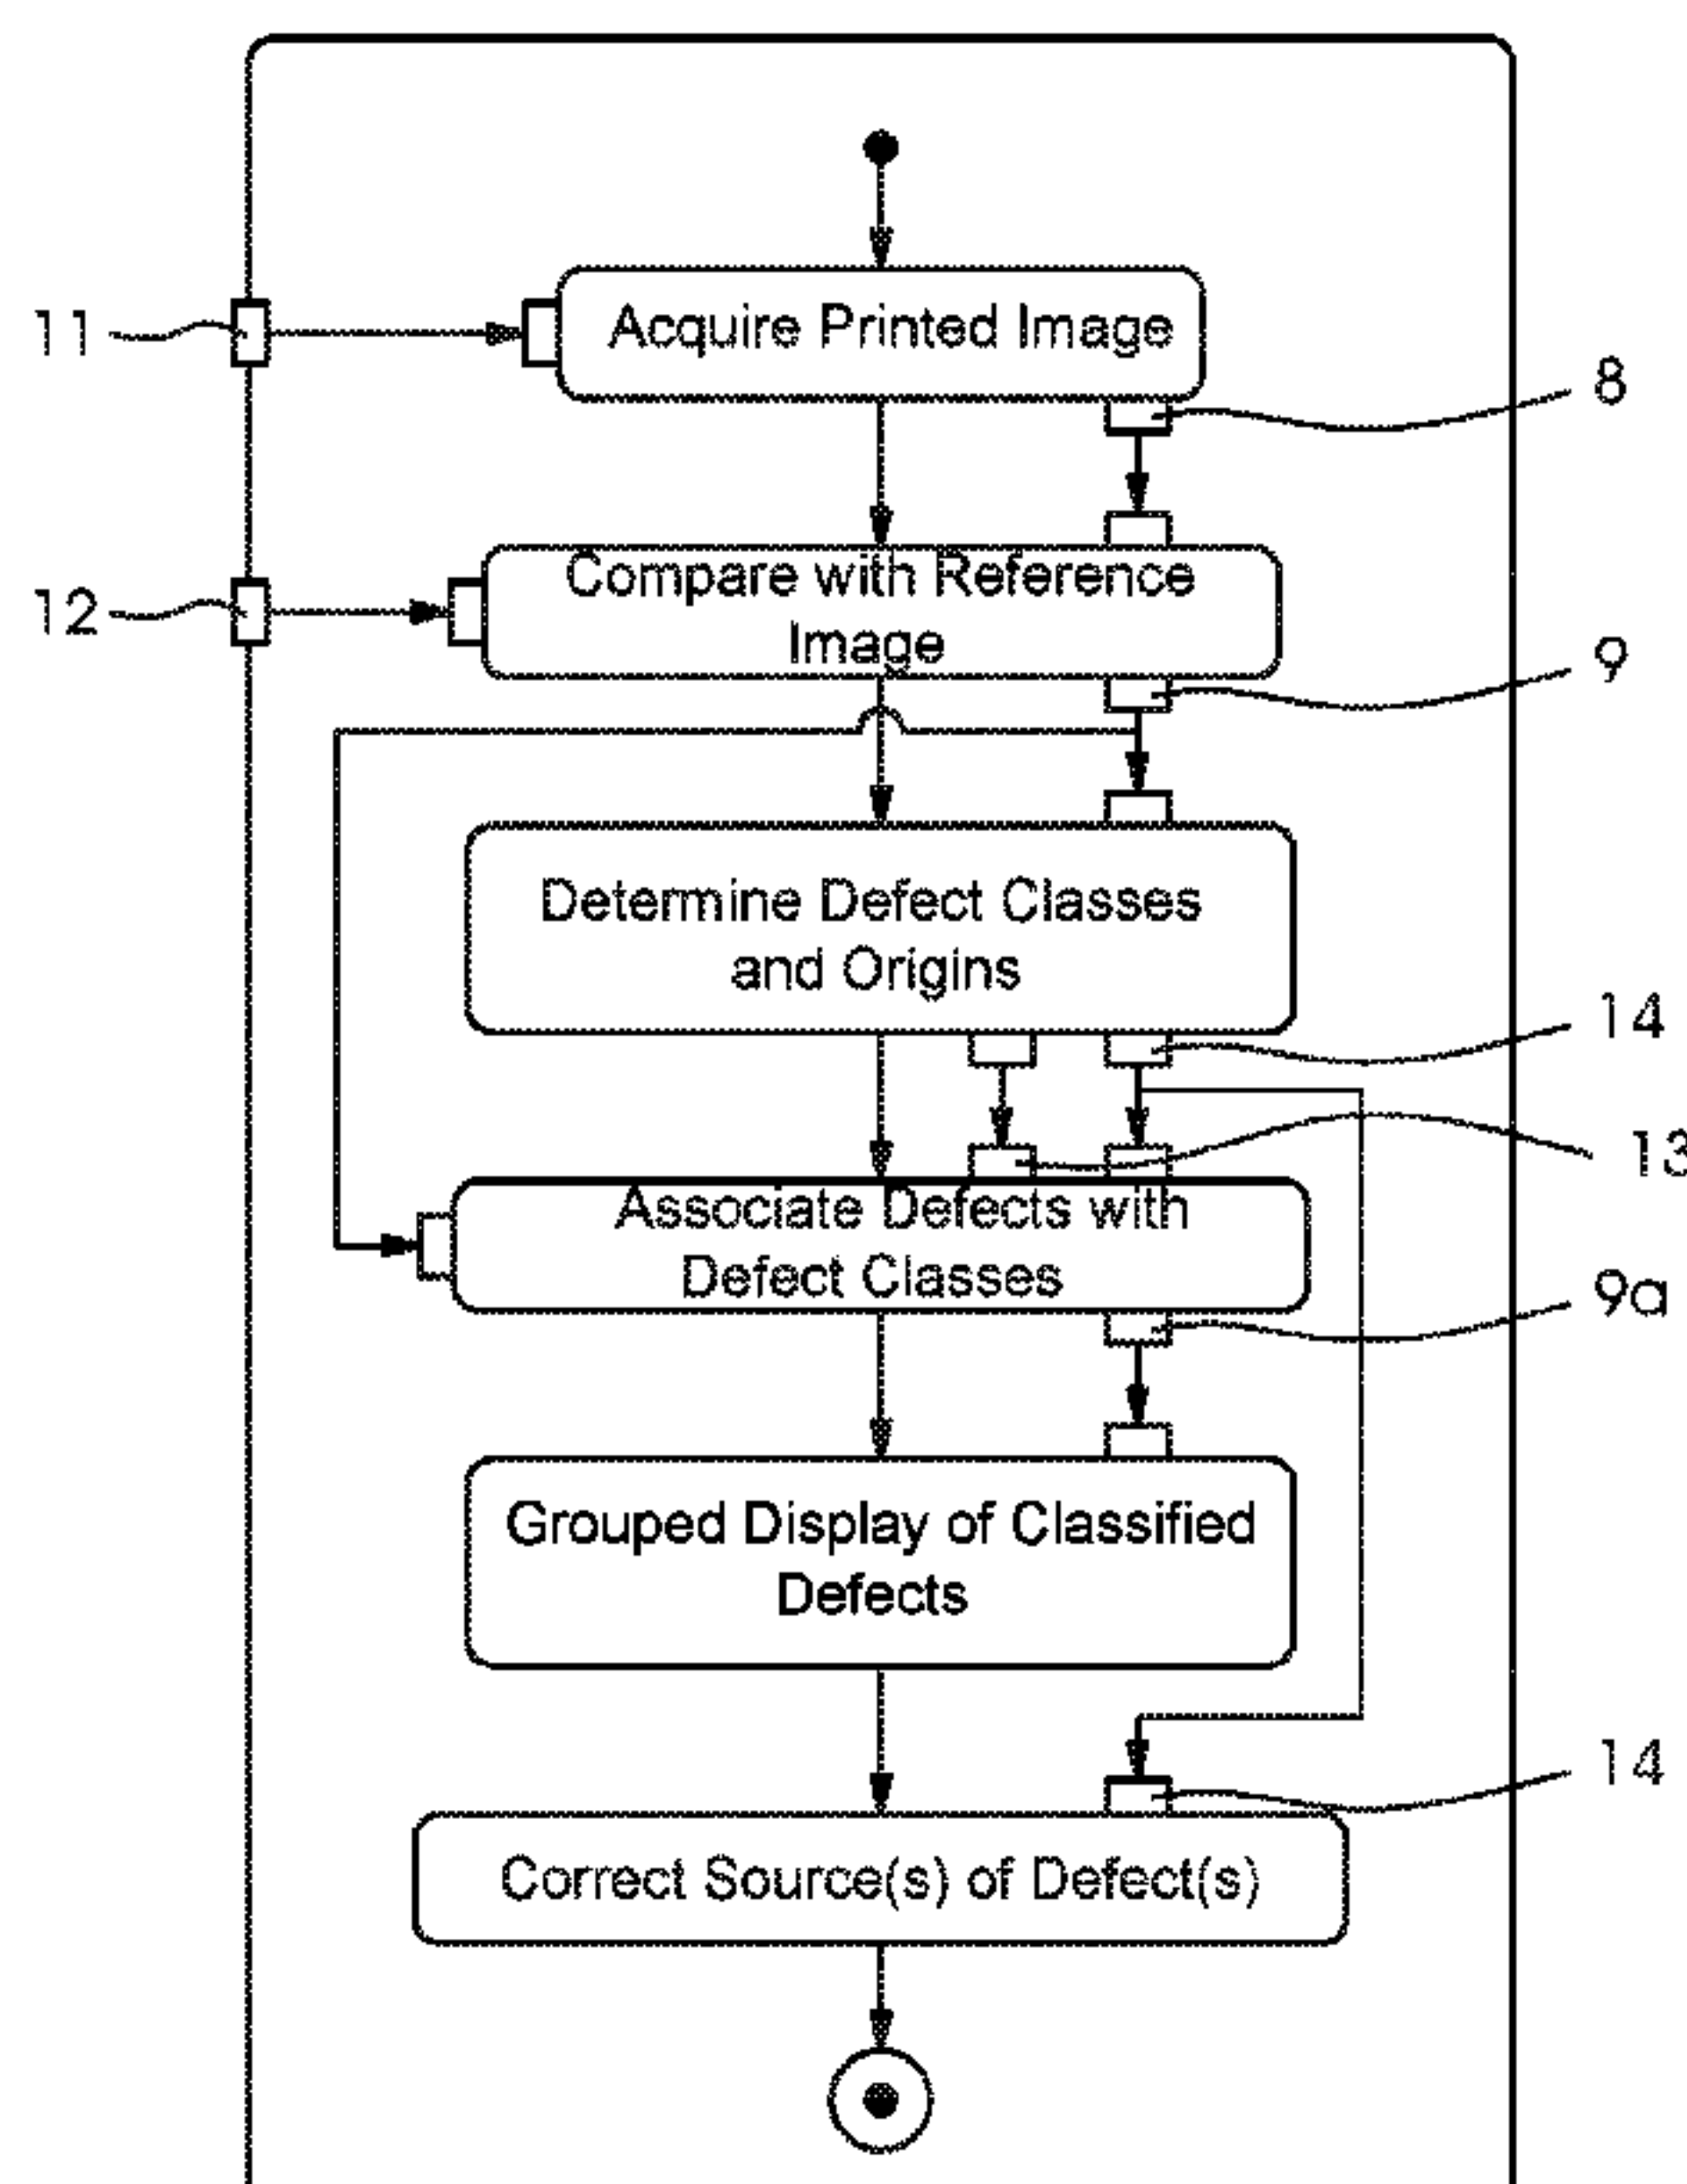 11
Acquire Printed Image
8
12
Compare with Reference
Image
9
Determine Defect Classes
and Origins
14
13
Associate Defects with
Defect Classes
9a
Grouped Display of Classified
Defects
14
Correct Source(s) of Defect(s)